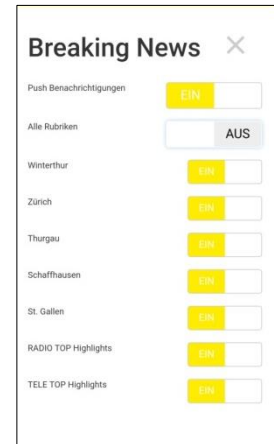 Breaking News ×
Push Benachrichtigungen EIN
Alle Rubriken AUS
Winterthur EIN
Zürich EIN
Thurgau EIN
Schaffhausen EIN
St. Gallen EIN
RADIO TOP Highlights EIN
TELE TOP Highlights EIN